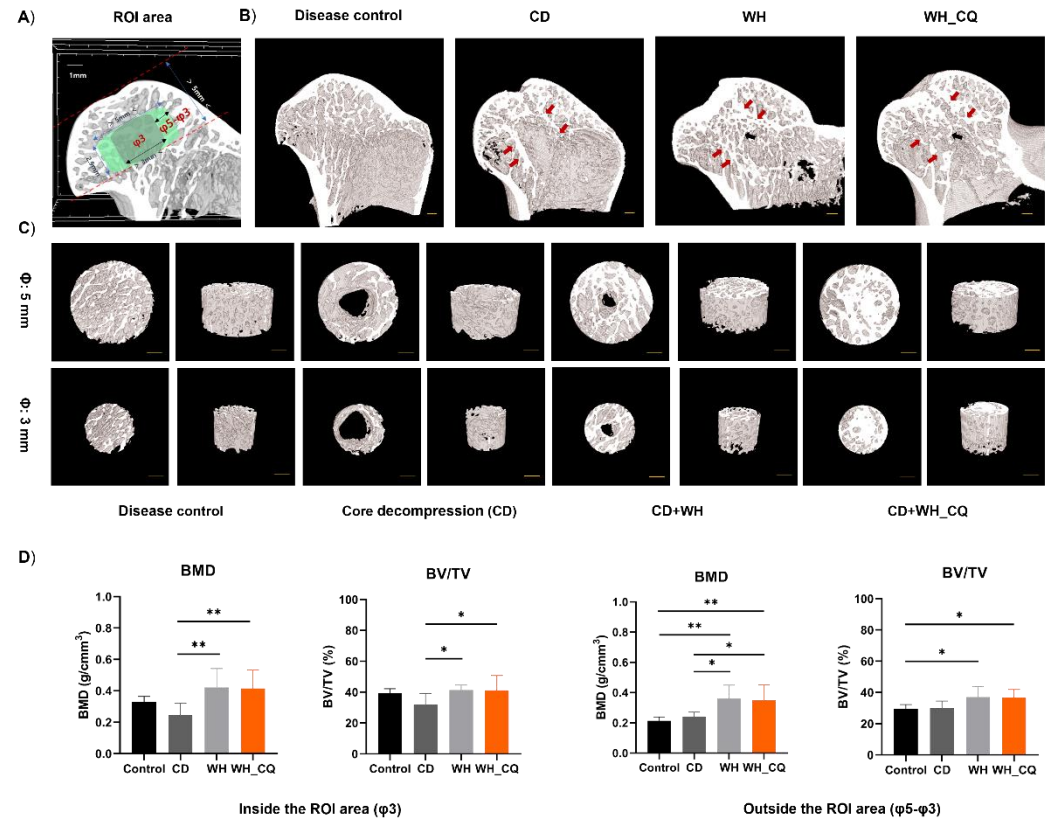 A) ROI area B) Disease control CD WH WH_CQ
1mm
> 5mm <
φ5-φ3
φ3
> 3mm <
C)
Φ: 5 mm
Φ: 3 mm
Disease control Core decompression (CD) CD+WH CD+WH_CQ
D)
BMD
BMD (g/cmm³)
1.0
0.8
0.6
0.4
0.2
0.0
**
**
Control CD WH WH_CQ
BV/TV
BV/TV (%)
100
80
60
40
20
0
*
*
Control CD WH WH_CQ
Inside the ROI area (φ3)
BMD
BMD (g/cmm³)
1.0
0.8
0.6
0.4
0.2
0.0
**
**
*
*
Control CD WH WH_CQ
BV/TV
BV/TV (%)
100
80
60
40
20
0
*
*
Control CD WH WH_CQ
Outside the ROI area (φ5-φ3)